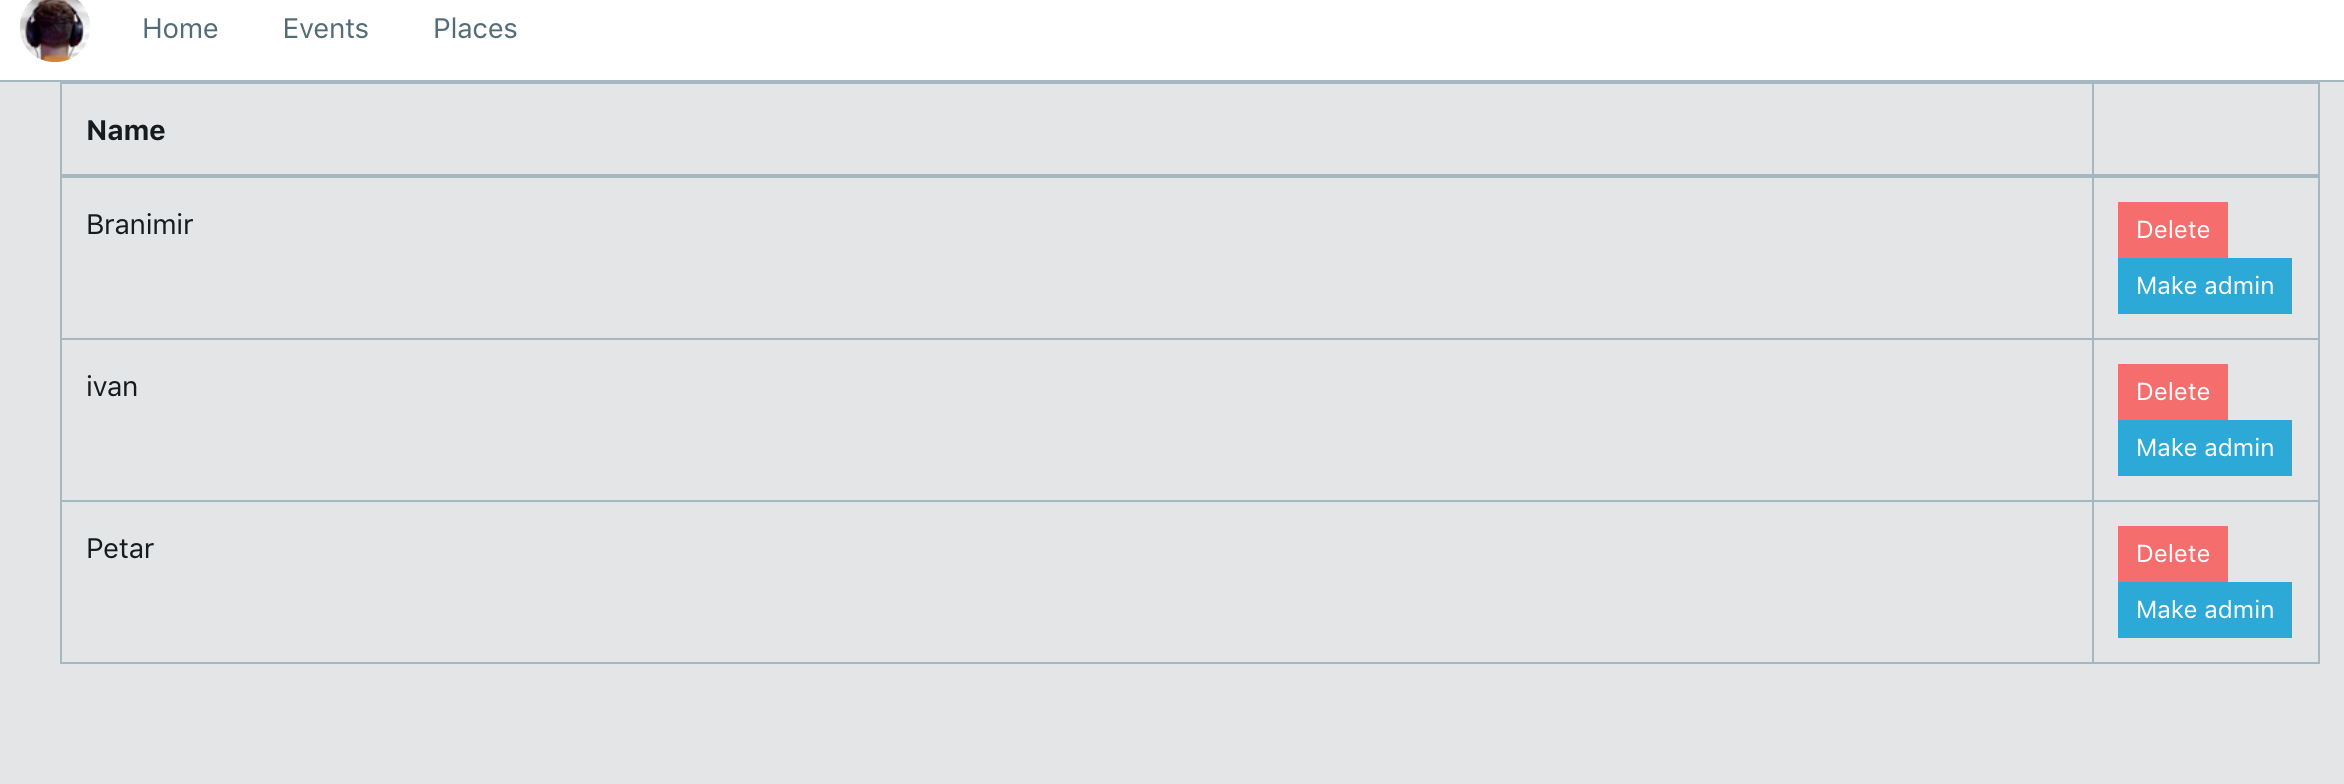 Home Events Places
Name
Branimir
Delete
Make admin
ivan
Delete
Make admin
Petar
Delete
Make admin